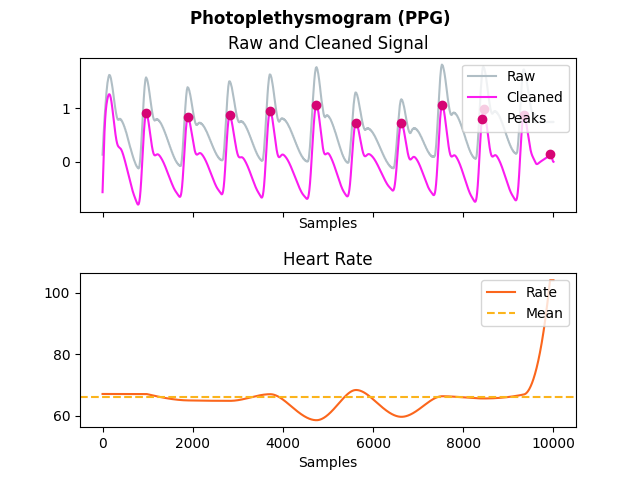 Photoplethysmogram (PPG)
Raw and Cleaned Signal
Raw
Cleaned
Peaks
1
0
Samples
Heart Rate
Rate
Mean
100
80
60
0 2000 4000 6000 8000 10000
Samples